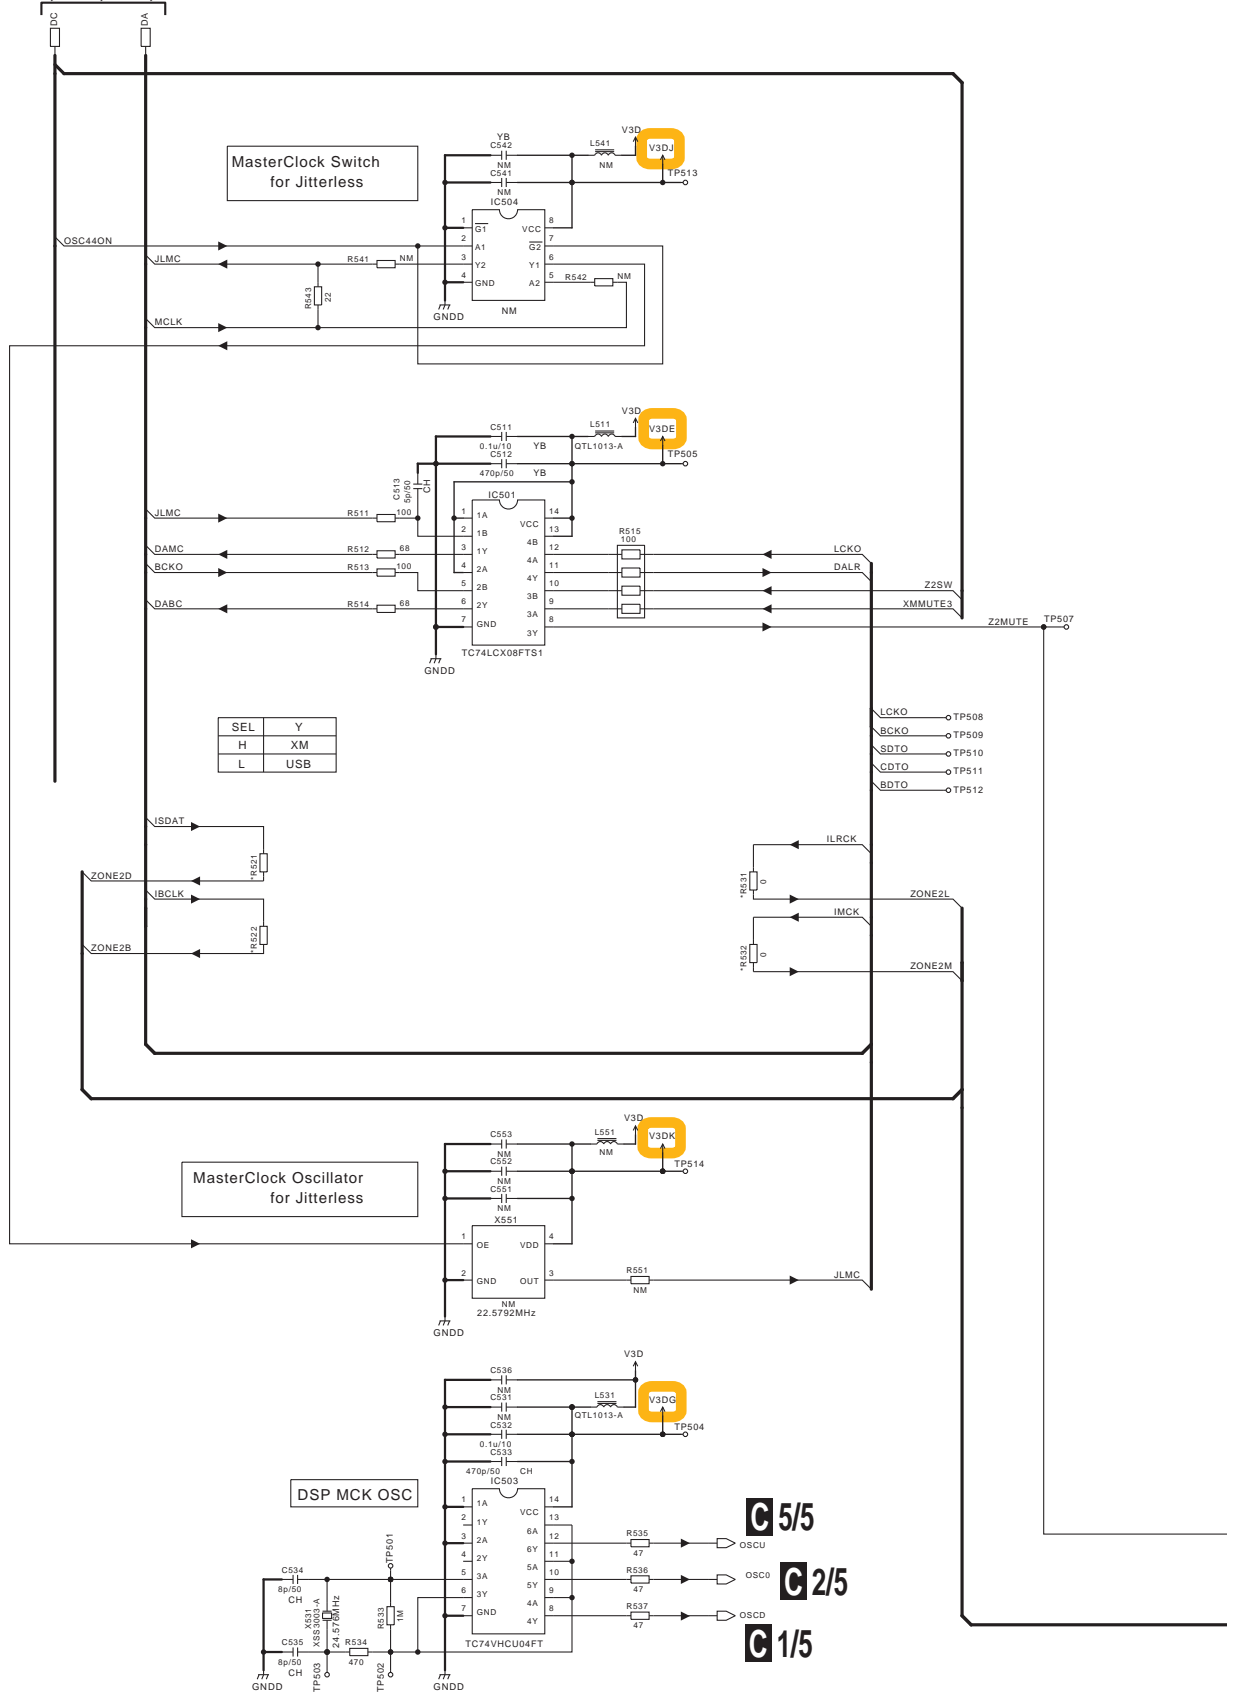 DC
DA
MasterClock Switch
for Jitterless
YB
C542
NM
C541
NM
L541
NM
V3D
V3DJ
TP513
IC504
1 G1 VCC 8
2 A1 G2 7
3 Y2 Y1 6
4 GND A2 5
NM
GNDD
OSC44ON
JLMC
R541 NM
R542 NM
R543
22
MCLK
C511
0.1u/10 YB
C512
470p/50 YB
L511
QTL1013-A
V3D
V3DE
TP505
C513
5p/50
CH
IC501
1 1A VCC 14
2 1B 4B 13
3 1Y 4A 12
4 2A 4Y 11
5 2B 3B 10
6 2Y 3A 9
7 GND 3Y 8
TC74LCX08FTS1
GNDD
JLMC R511 100
DAMC R512 68
BCKO R513 100
DABC R514 68
R515
100
LCKO
DALR
Z2SW
XMMUTE3
Z2MUTE
TP507
SEL Y
H XM
L USB
LCKO TP508
BCKO TP509
SDTO TP510
CDTO TP511
BDTO TP512
ISDAT
*R521
ZONE2D
IBCLK
*R522
ZONE2B
ILRCK
*R531
0
ZONE2L
IMCK
*R532
0
ZONE2M
MasterClock Oscillator
for Jitterless
C553
NM
C552
NM
C551
NM
L551
NM
V3D
V3DK
TP514
X551
1 OE VDD 4
2 GND OUT 3
NM
22.5792MHz
GNDD
R551
NM
JLMC
V3D
C536
NM
C531
NM
C532
0.1u/10
C533
470p/50 CH
L531
QTL1013-A
V3DG
TP504
DSP MCK OSC
IC503
1 1A VCC 14
2 1Y 6A 13
3 2A 6Y 12
4 2Y 5A 11
5 3A 5Y 10
6 3Y 4A 9
7 GND 4Y 8
TC74VHCU04FT
GNDD
TP501
C534
8p/50
CH
X531
XSS3003-A
24.576MHz
R533
1M
C535
8p/50
CH
R534
470
GNDD
TP503
TP502
R535
47
OSCU
C 5/5
R536
47
OSC0
C 2/5
R537
47
OSCD
C 1/5